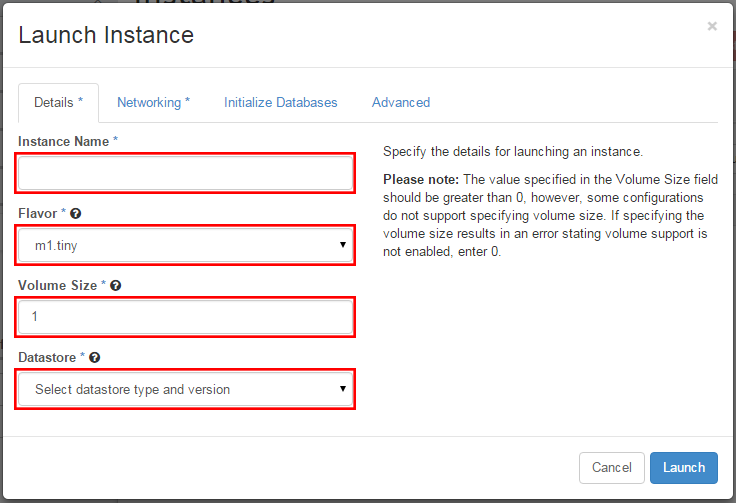 Instances
Launch Instance
×
Details * Networking * Initialize Databases Advanced
Instance Name *
Flavor *
m1.tiny
Volume Size *
1
Datastore *
Select datastore type and version
Specify the details for launching an instance.
Please note: The value specified in the Volume Size field
should be greater than 0, however, some configurations
do not support specifying volume size. If specifying the
volume size results in an error stating volume support is
not enabled, enter 0.
Cancel Launch